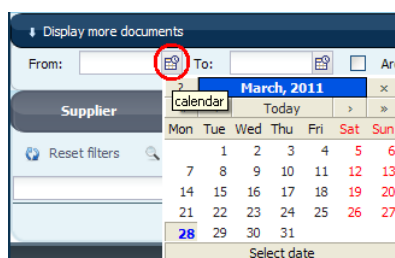 Display more documents
From:
To:
?
March, 2011
×
calendar
Today
›
»
Supplier
Mon Tue Wed Thu Fri Sat Sun
Reset filters
1 2 3 4 5 6
7 8 9 10 11 12 13
14 15 16 17 18 19 20
21 22 23 24 25 26 27
28 29 30 31
Select date